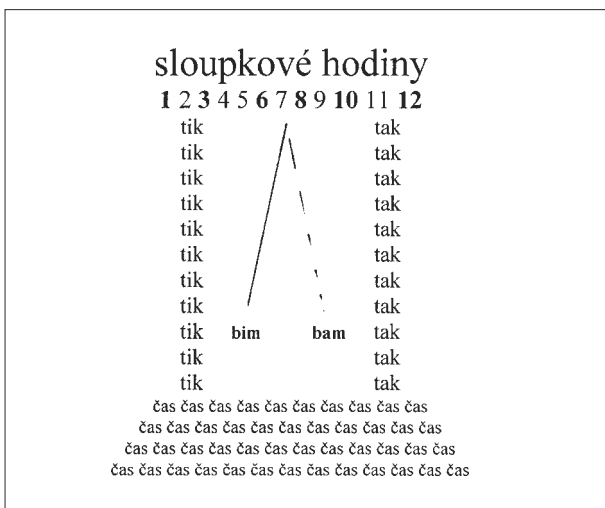 sloupkové hodiny
1 2 3 4 5 6 7 8 9 10 11 12
tik tak
tik tak
tik tak
tik tak
tik tak
tik tak
tik tak
tik tak
tik bim bam tak
tik tak
tik tak
čas čas čas čas čas čas čas čas čas čas
čas čas čas čas čas čas čas čas čas čas čas
čas čas čas čas čas čas čas čas čas čas čas čas
čas čas čas čas čas čas čas čas čas čas čas čas čas